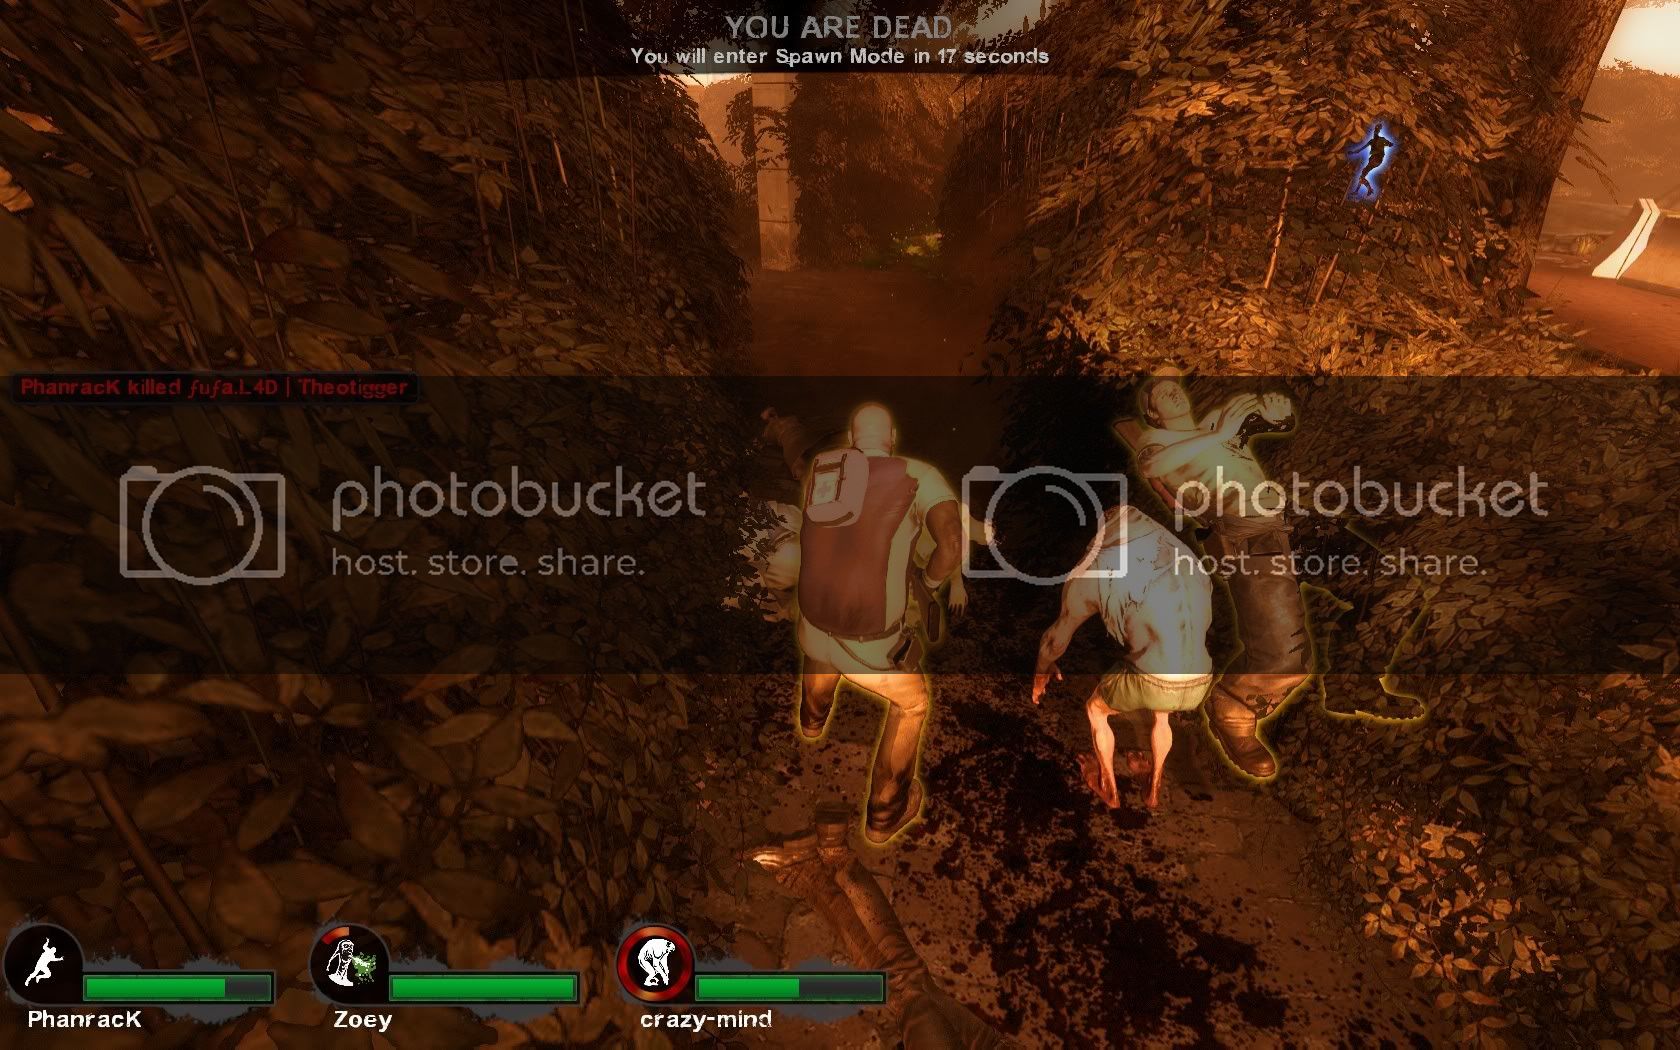 YOU ARE DEAD
You will enter Spawn Mode in 17 seconds
PhanracK killed ƒuƒa.L4D | Theotigger
photobucket
host. store. share.
photobucket
host. store. share.
PhanracK
Zoey
crazy-mind